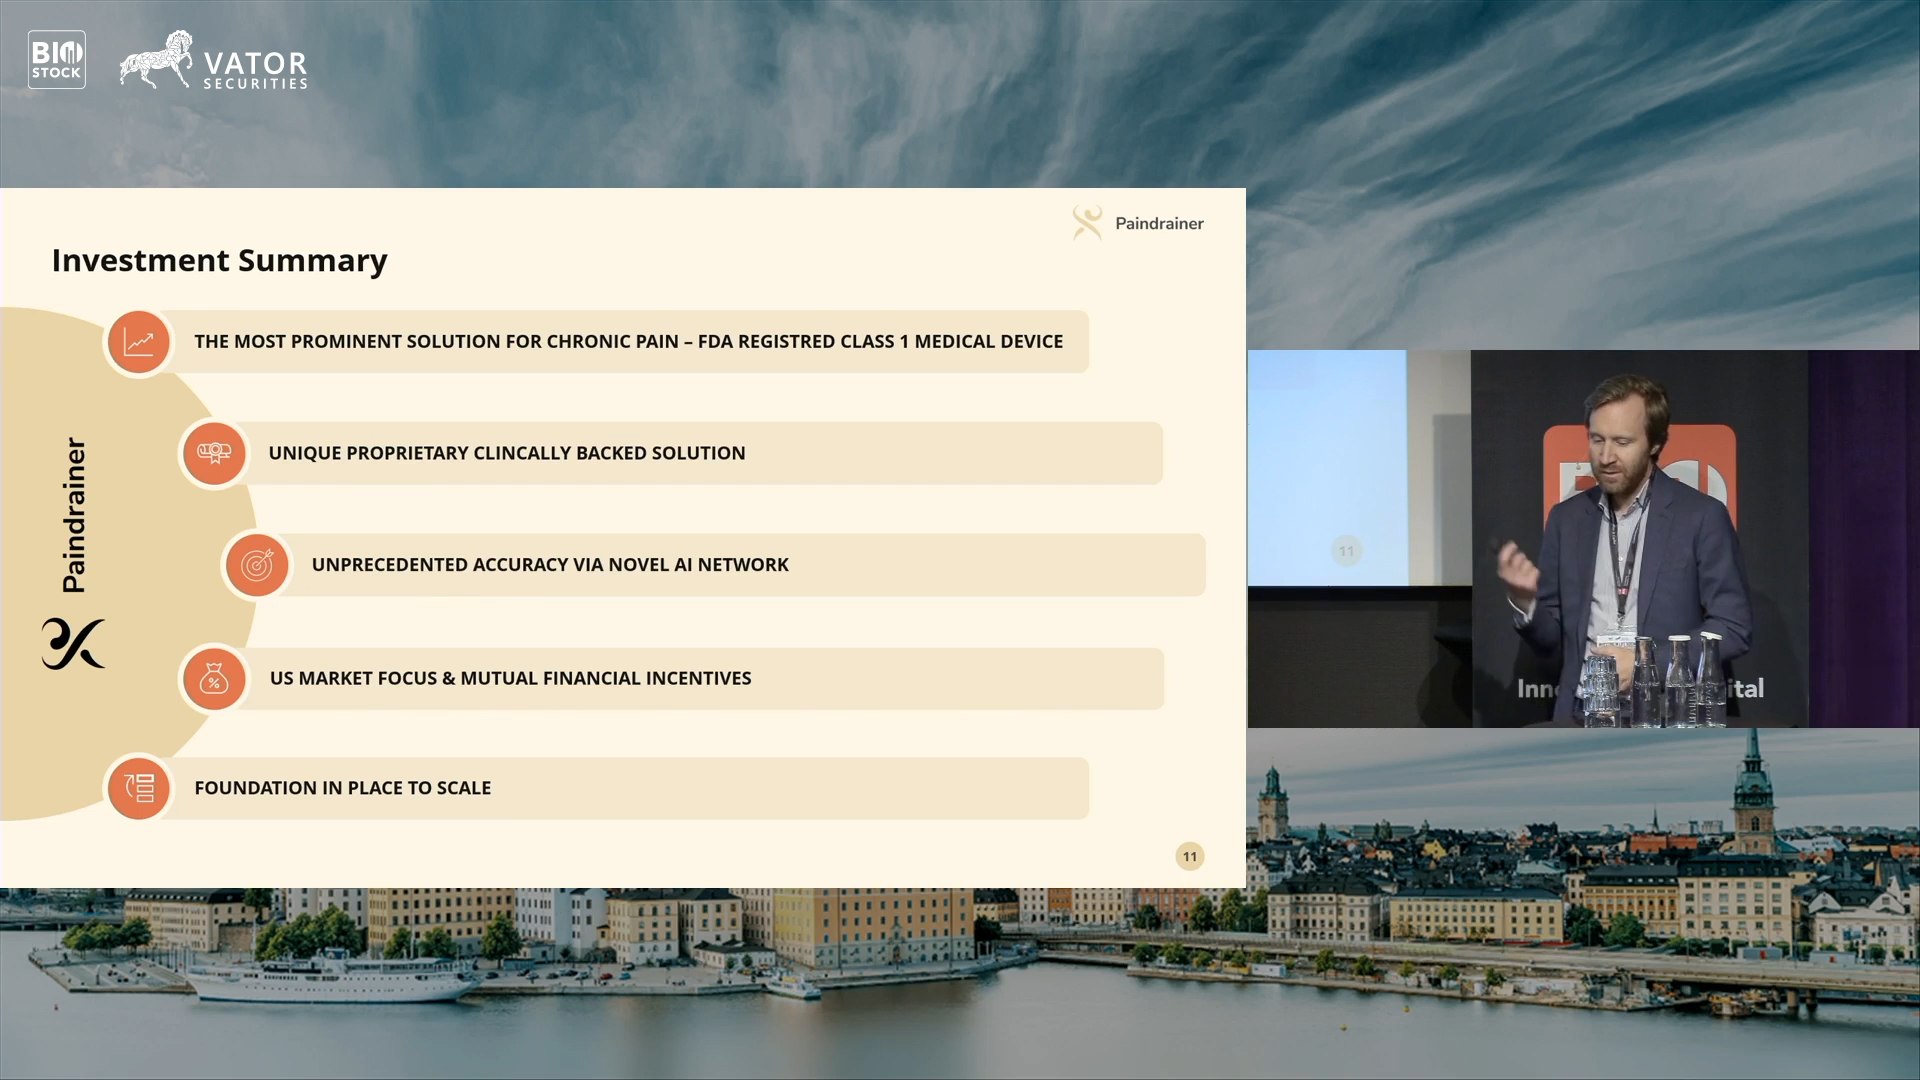 BIO
STOCK
VATOR
SECURITIES
Paindrainer
Investment Summary
THE MOST PROMINENT SOLUTION FOR CHRONIC PAIN – FDA REGISTRED CLASS 1 MEDICAL DEVICE
UNIQUE PROPRIETARY CLINCALLY BACKED SOLUTION
UNPRECEDENTED ACCURACY VIA NOVEL AI NETWORK
US MARKET FOCUS & MUTUAL FINANCIAL INCENTIVES
FOUNDATION IN PLACE TO SCALE
Paindrainer
11
11